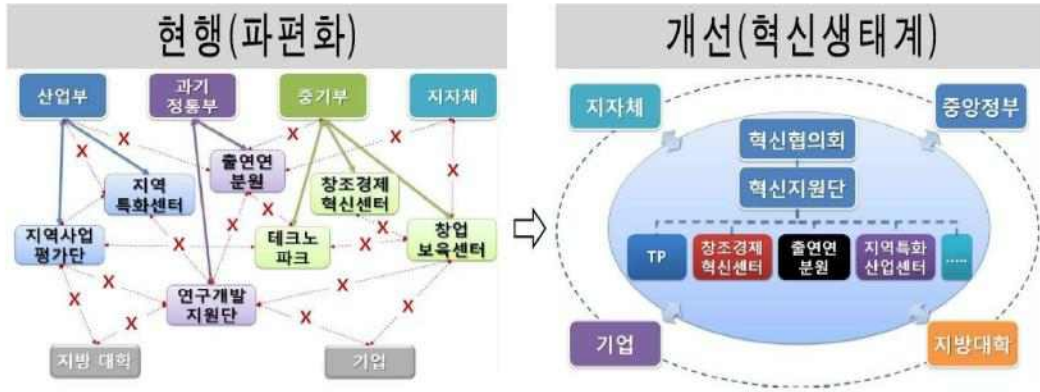 현행(파편화)
산업부
과기
정통부
중기부
지자체
X
X
X
X
X
X
출연연
분원
지역
특화센터
창조경제
혁신센터
X
X
X
지역사업
평가단
X
테크노
파크
X
창업
보육센터
X
X
X
연구개발
지원단
X
X
X
지방 대학
기업
개선(혁신생태계)
지자체
중앙정부
혁신협의회
혁신지원단
TP
창조경제
혁신센터
출연연
분원
지역특화
산업센터
.....
기업
지방대학